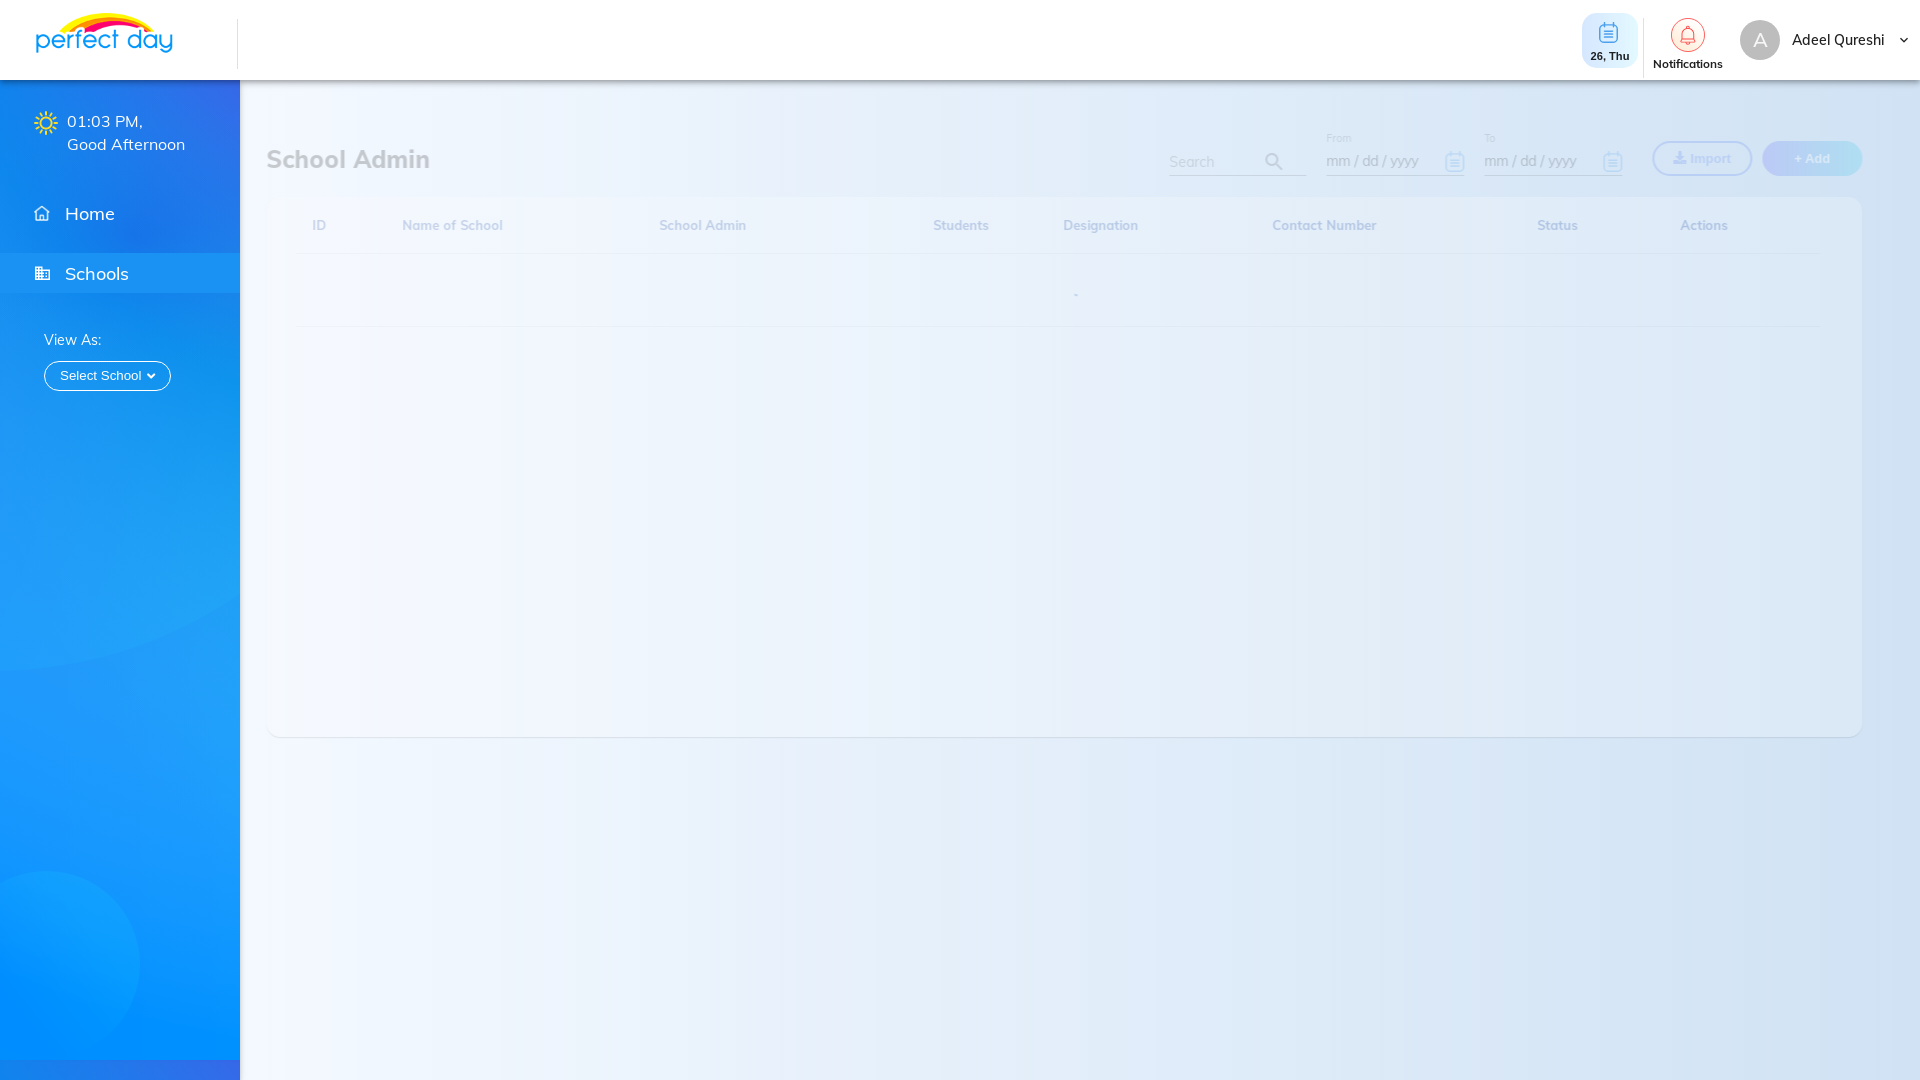 perfect day
26, Thu
Notifications
A
Adeel Qureshi
01:03 PM,
Good Afternoon
Home
Schools
View As:
Select School
School Admin
Search
From
mm / dd / yyyy
To
mm / dd / yyyy
Import
+ Add
ID Name of School School Admin Students Designation Contact Number Status Actions
-